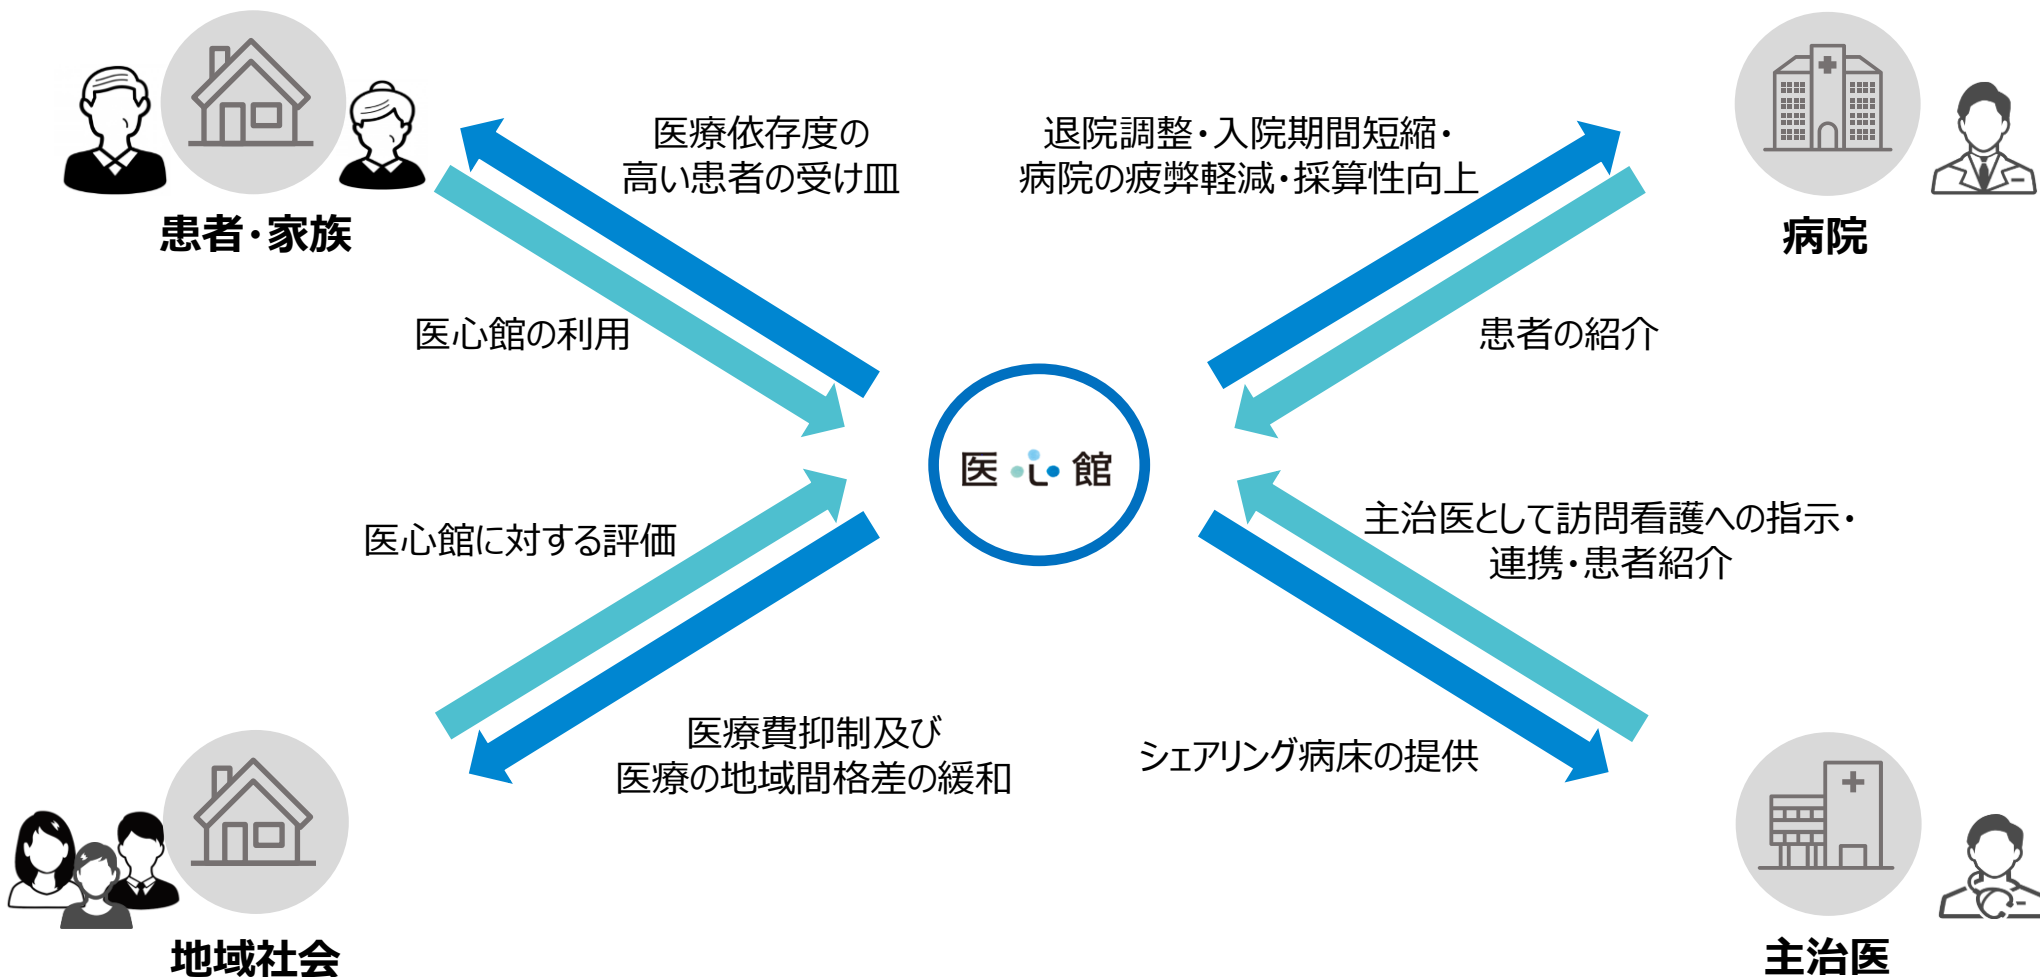 医療依存度の
高い患者の受け皿
退院調整・入院期間短縮・
病院の疲弊軽減・採算性向上
患者・家族
病院
医心館の利用
患者の紹介
医心館
医心館に対する評価
主治医として訪問看護への指示・
連携・患者紹介
医療費抑制及び
医療の地域間格差の緩和
シェアリング病床の提供
地域社会
主治医